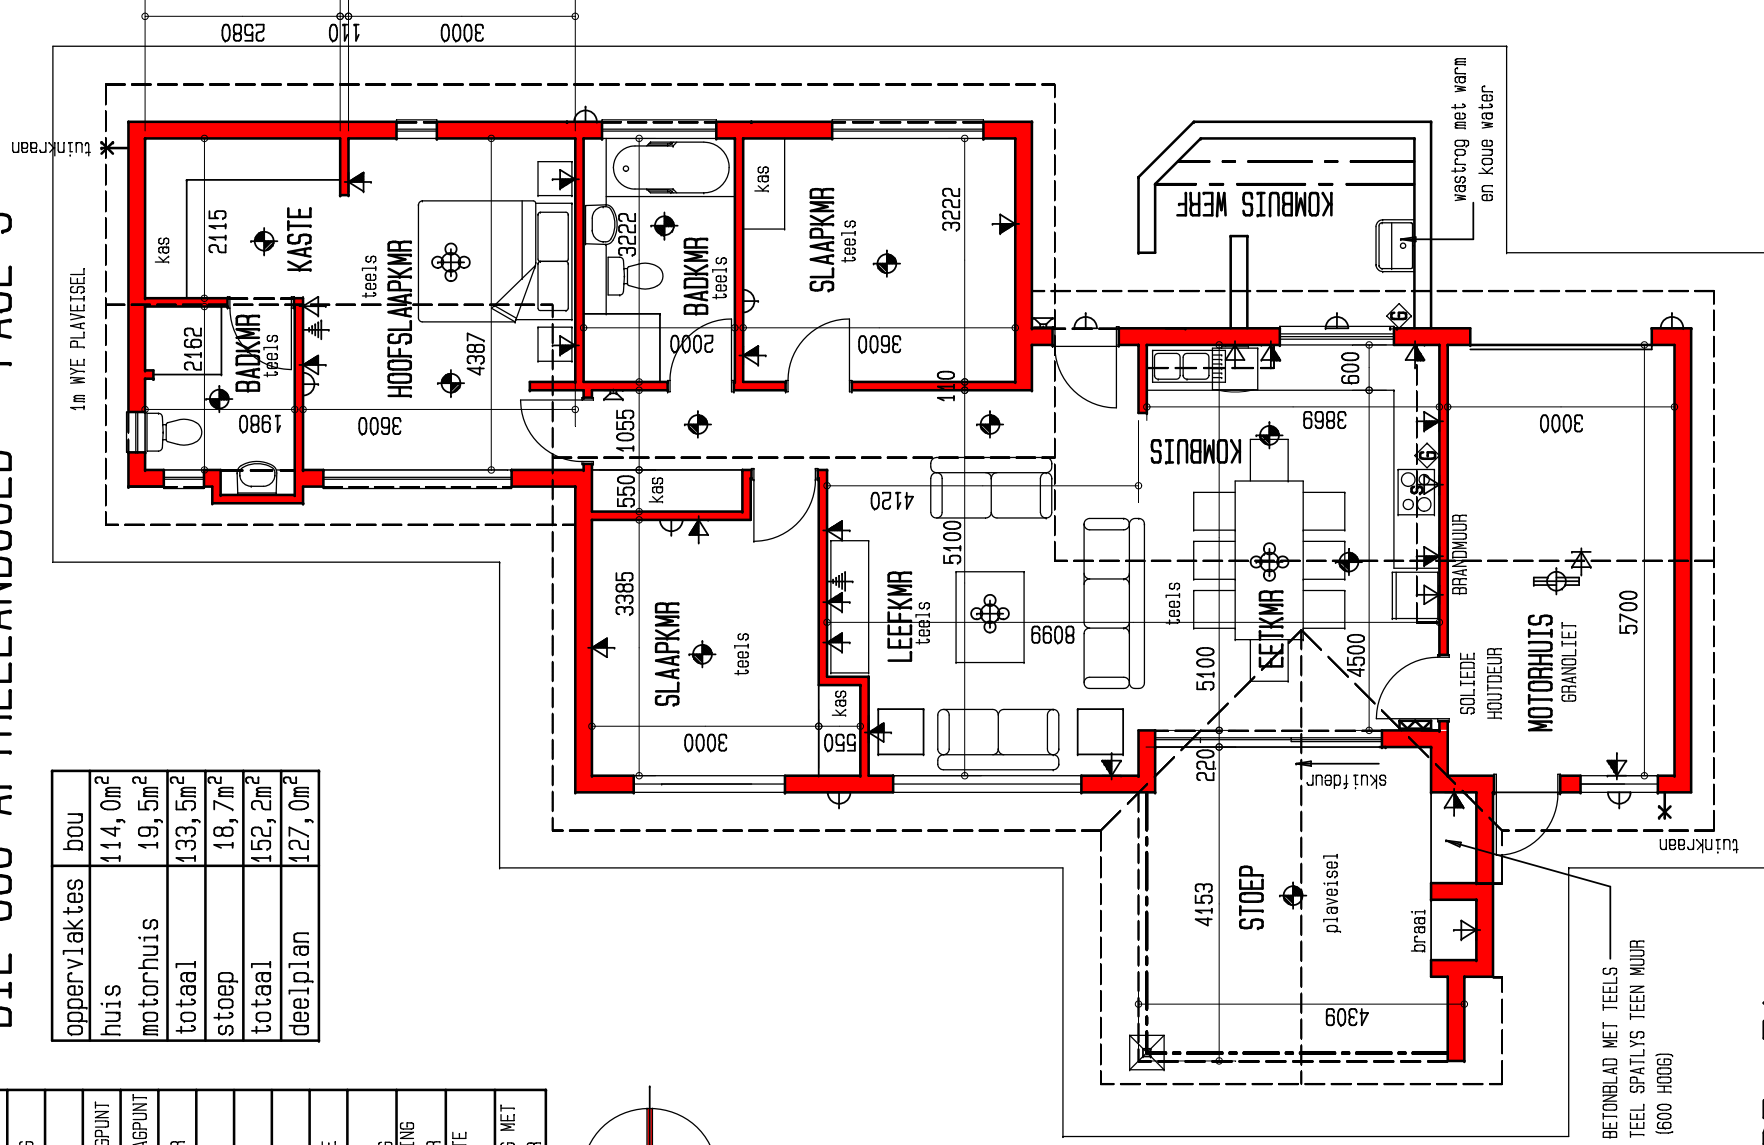 oppervlaktes bou
huis 114,0m²
motorhuis 19,5m²
totaal 133,5m²
stoep 18,7m²
totaal 152,2m²
deelplan 127,0m²
2580
110
3000
tuinkraan
1m WYE PLAVEISEL
kas
2115
KASTE
2162
BADKMR
teels
1980
HOOFSLAAPKMR
teels
4387
3600
3222
BADKMR
teels
2000
kas
SLAAPKMR
teels
3222
3600
110
1055
550
kas
3385
SLAAPKMR
teels
3000
550
kas
4120
5100
LEEFKMR
teels
8099
KOMBUIS WERF
wastrog met warm
en koue water
G
600
3869
KOMBUIS
G
S
BRANDMUUR
teels
EETKMR
5100
4500
3000
5700
MOTORHUIS
GRANOLIET
SOLIEDE
HOUTDEUR
220
skuifdeur
tuinkraan
4153
STOEP
plaveisel
braai
4309
BETONBLAD MET TEELS
TEEL SPATLYS TEEN MUUR
(600 HOOG)